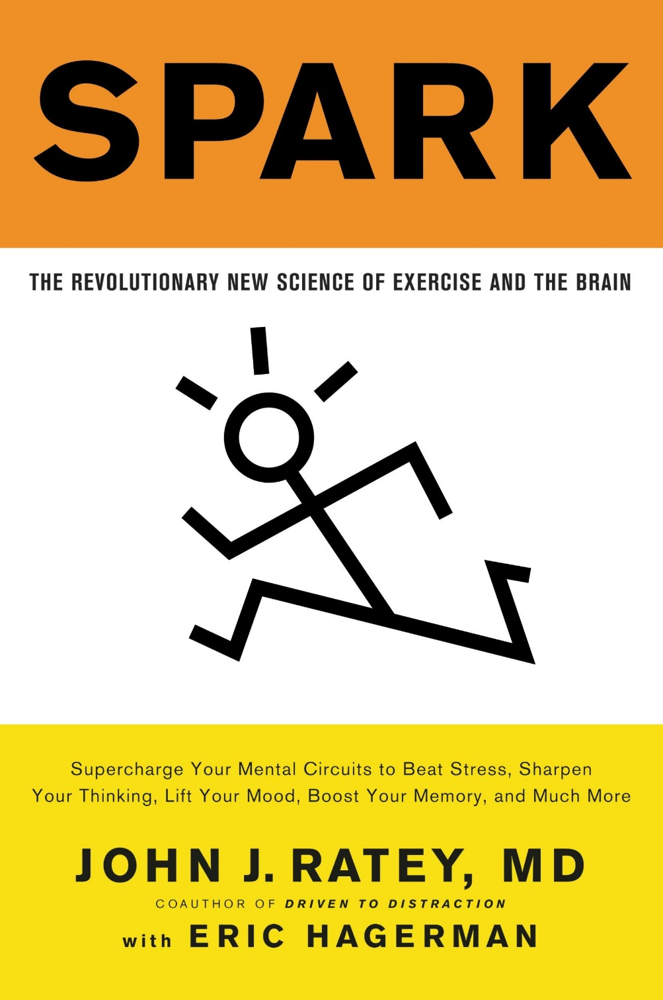 SPARK
THE REVOLUTIONARY NEW SCIENCE OF EXERCISE AND THE BRAIN
Supercharge Your Mental Circuits to Beat Stress, Sharpen
Your Thinking, Lift Your Mood, Boost Your Memory, and Much More
JOHN J. RATEY, MD
COAUTHOR OF DRIVEN TO DISTRACTION
with ERIC HAGERMAN